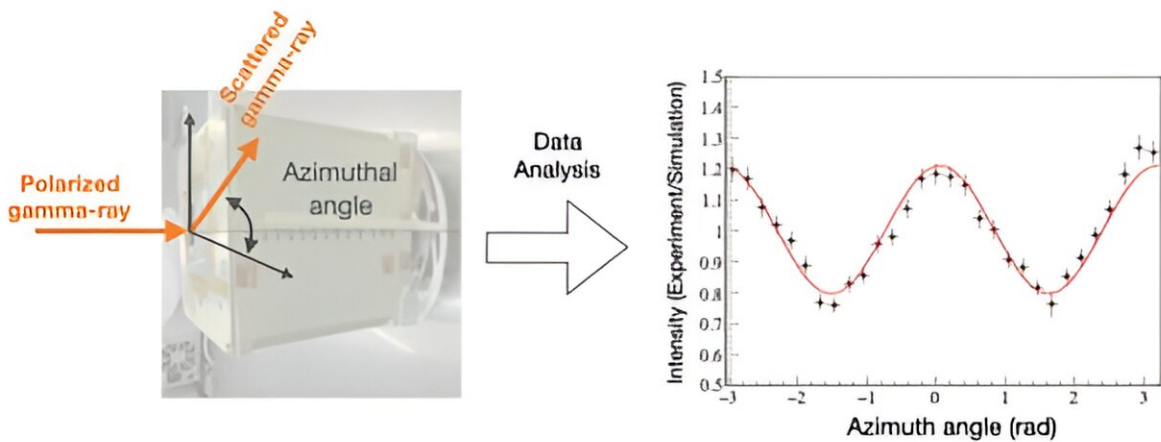 Scattered
gamma-ray
Polarized
gamma-ray
Azimuthal
angle
Data
Analysis
Intensity (Experiment/Simulation)
1.5
1.4
1.3
1.2
1.1
1
0.9
0.8
0.7
0.6
0.5
-3
-2
-1
0
1
2
3
Azimuth angle (rad)